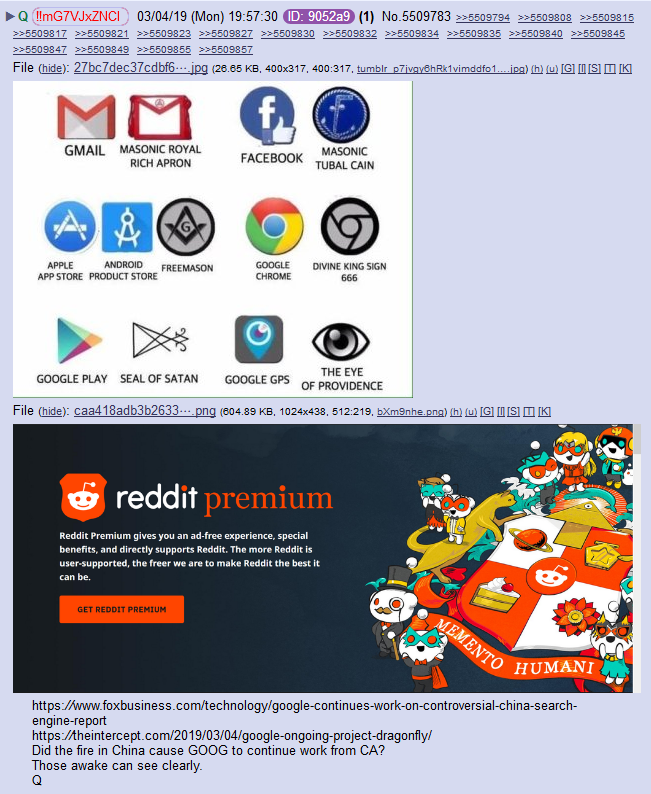 Q !!mG7VJxZNCI 03/04/19 (Mon) 19:57:30 ID: 9052a9 (1) No.5509783 >>5509794 >>5509808 >>5509815
>>5509817 >>5509821 >>5509823 >>5509827 >>5509830 >>5509832 >>5509834 >>5509835 >>5509840 >>5509845
>>5509847 >>5509849 >>5509855 >>5509857
File (hide): 27bc7dec37cdbf6⋯.jpg (26.65 KB, 400x317, 400:317, tumblr_p7jvqy6hRk1vimddfo1....jpg) (h) (u) [G] [I] [S] [T] [K]
GMAIL
MASONIC ROYAL
RICH APRON
FACEBOOK
MASONIC
TUBAL CAIN
G
APPLE
APP STORE
ANDROID
PRODUCT STORE
FREEMASON
GOOGLE
CHROME
DIVINE KING SIGN
666
GOOGLE PLAY
SEAL OF SATAN
GOOGLE GPS
THE EYE
OF PROVIDENCE
File (hide): caa418adb3b2633⋯.png (604.89 KB, 1024x438, 512:219, bXm9nhe.png) (h) (u) [G] [I] [S] [T] [K]
reddit premium
Reddit Premium gives you an ad-free experience, special
benefits, and directly supports Reddit. The more Reddit is
user-supported, the freer we are to make Reddit the best it
can be.
GET REDDIT PREMIUM
MEMENTO HUMANI
https://www.foxbusiness.com/technology/google-continues-work-on-controversial-china-search-
engine-report
https://theintercept.com/2019/03/04/google-ongoing-project-dragonfly/
Did the fire in China cause GOOG to continue work from CA?
Those awake can see clearly.
Q